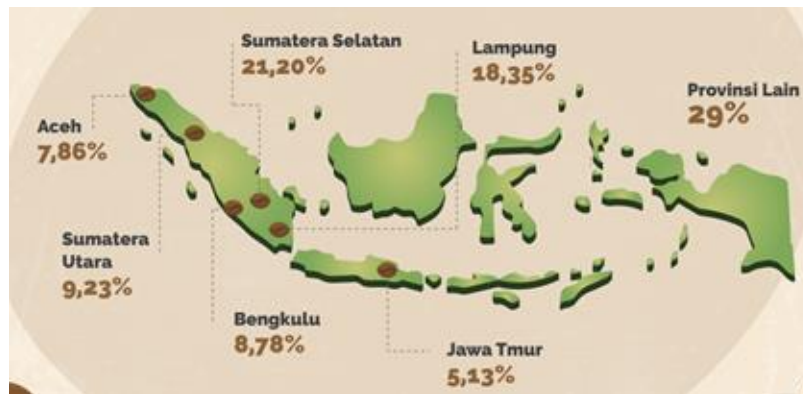 Sumatera Selatan
21,20%
Lampung
18,35%
Provinsi Lain
29%
Aceh
7,86%
Sumatera
Utara
9,23%
Bengkulu
8,78%
Jawa Tmur
5,13%